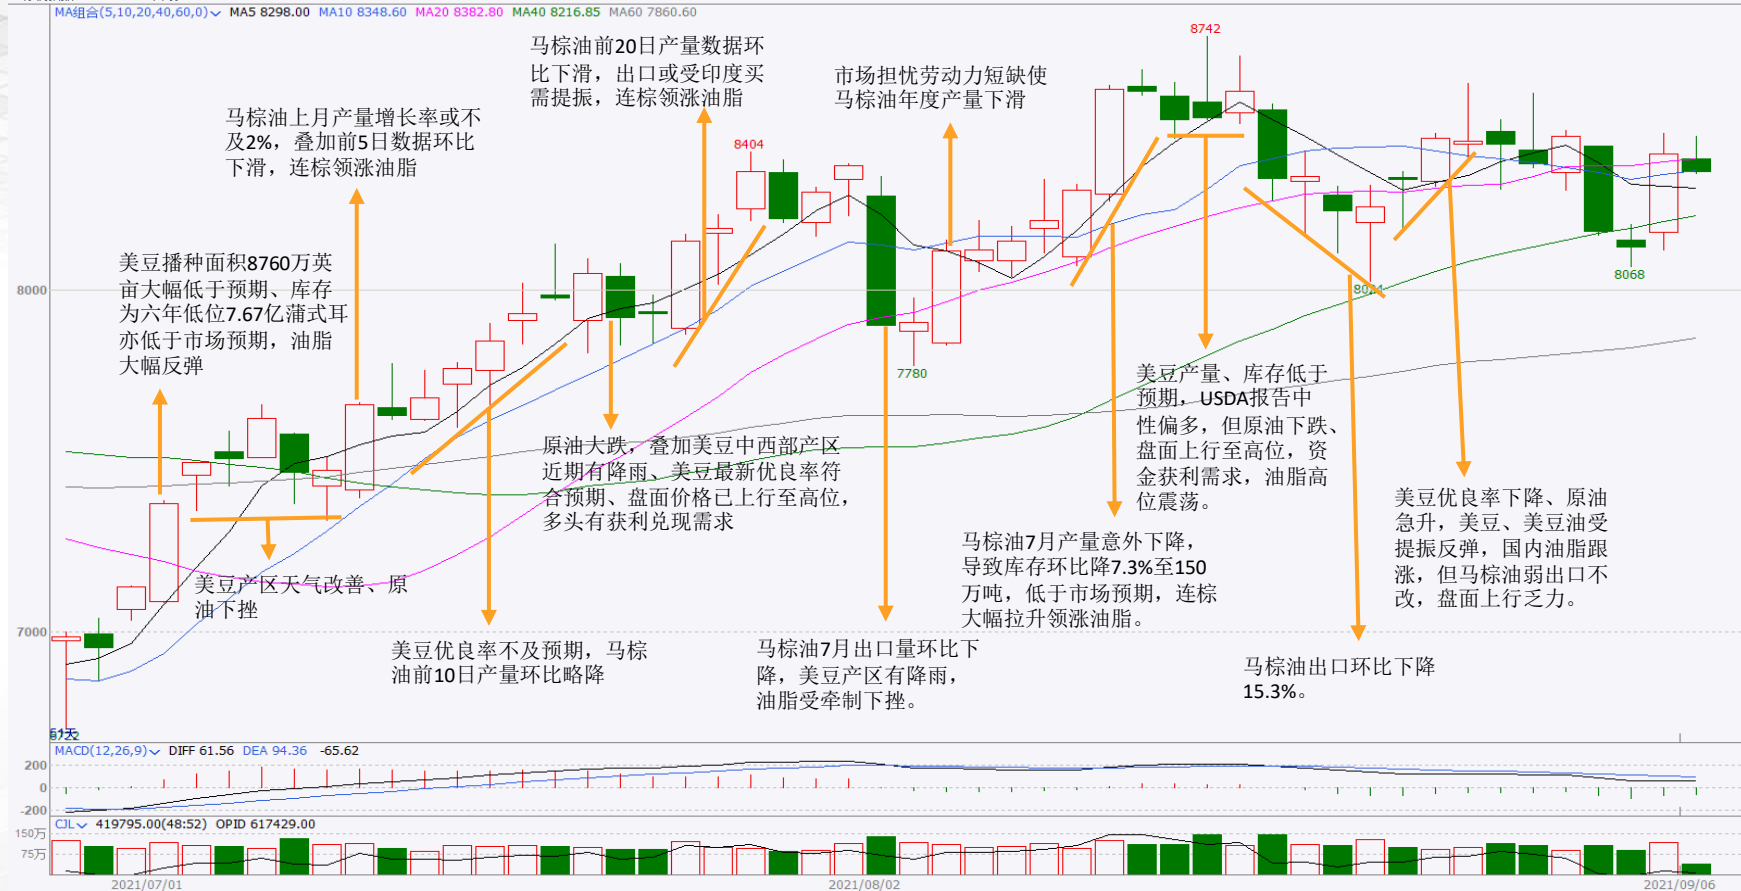 MA组合(5,10,20,40,60,0) MA5 8298.00 MA10 8348.60 MA20 8382.80 MA40 8216.85 MA60 7860.60
8742
马棕油前20日产量数据环
比下滑，出口或受印度买
需提振，连棕领涨油脂
市场担忧劳动力短缺使
马棕油年度产量下滑
马棕油上月产量增长率或不
及2%，叠加前5日数据环比
下滑，连棕领涨油脂
8404
美豆播种面积8760万英
亩大幅低于预期、库存
为六年低位7.67亿蒲式耳
亦低于市场预期，油脂
大幅反弹
8000
8068
7780
美豆产量、库存低于
预期，USDA报告中
性偏多，但原油下跌、
盘面上行至高位，资
金获利需求，油脂高
位震荡。
原油大跌，叠加美豆中西部产区
近期有降雨、美豆最新优良率符
合预期、盘面价格已上行至高位，
多头有获利兑现需求
美豆优良率下降、原油
急升，美豆、美豆油受
提振反弹，国内油脂跟
涨，但马棕油弱出口不
改，盘面上行乏力。
马棕油7月产量意外下降，
导致库存环比降7.3%至150
万吨，低于市场预期，连棕
大幅拉升领涨油脂。
美豆产区天气改善、原
油下挫
7000
美豆优良率不及预期，马棕
油前10日产量环比略降
马棕油7月出口量环比下
降，美豆产区有降雨，
油脂受牵制下挫。
马棕油出口环比下降
15.3%。
MACD(12,26,9) DIFF 61.56 DEA 94.36 -65.62
200
0
-200
CJL 419795.00(48:52) OPID 617429.00
150万
75万
2021/07/01 2021/08/02 2021/09/06